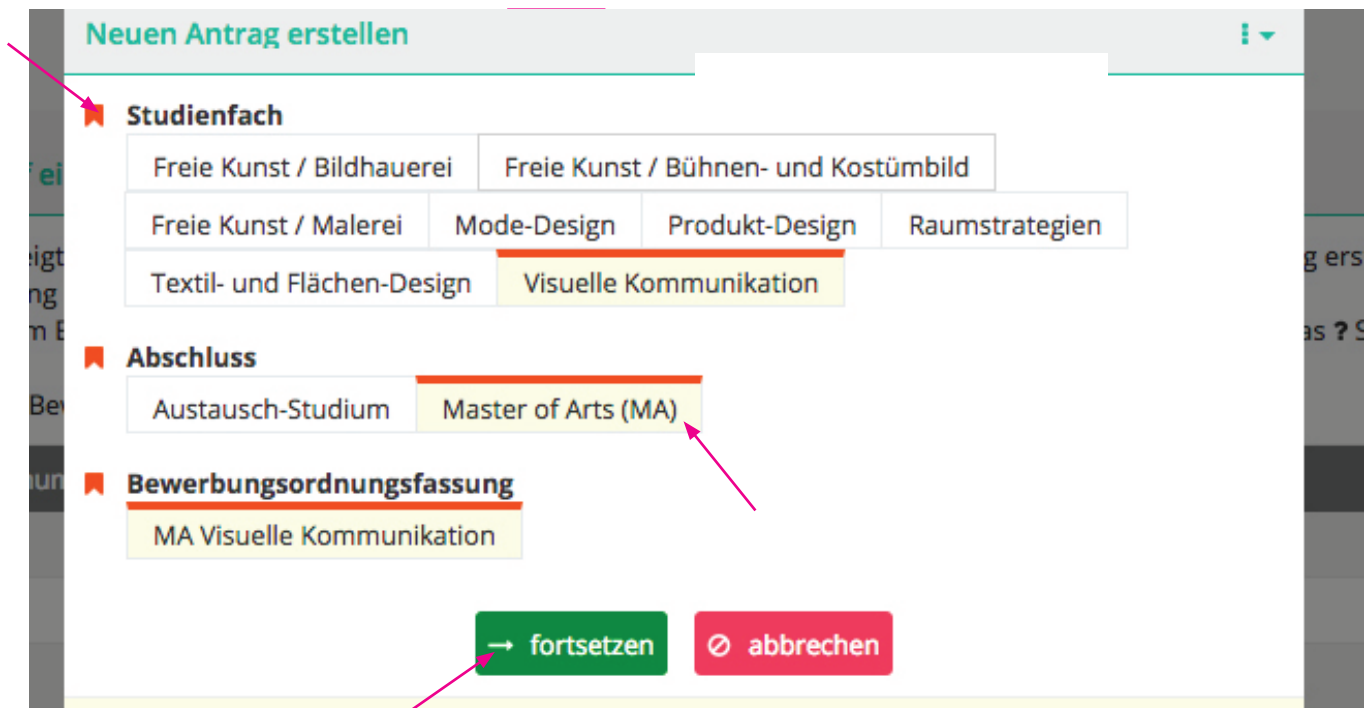 Neuen Antrag erstellen
Studienfach
Freie Kunst / Bildhauerei Freie Kunst / Bühnen- und Kostümbild
Freie Kunst / Malerei Mode-Design Produkt-Design Raumstrategien
Textil- und Flächen-Design Visuelle Kommunikation
Abschluss
Austausch-Studium Master of Arts (MA)
Bewerbungsordnungsfassung
MA Visuelle Kommunikation
→ fortsetzen abbrechen